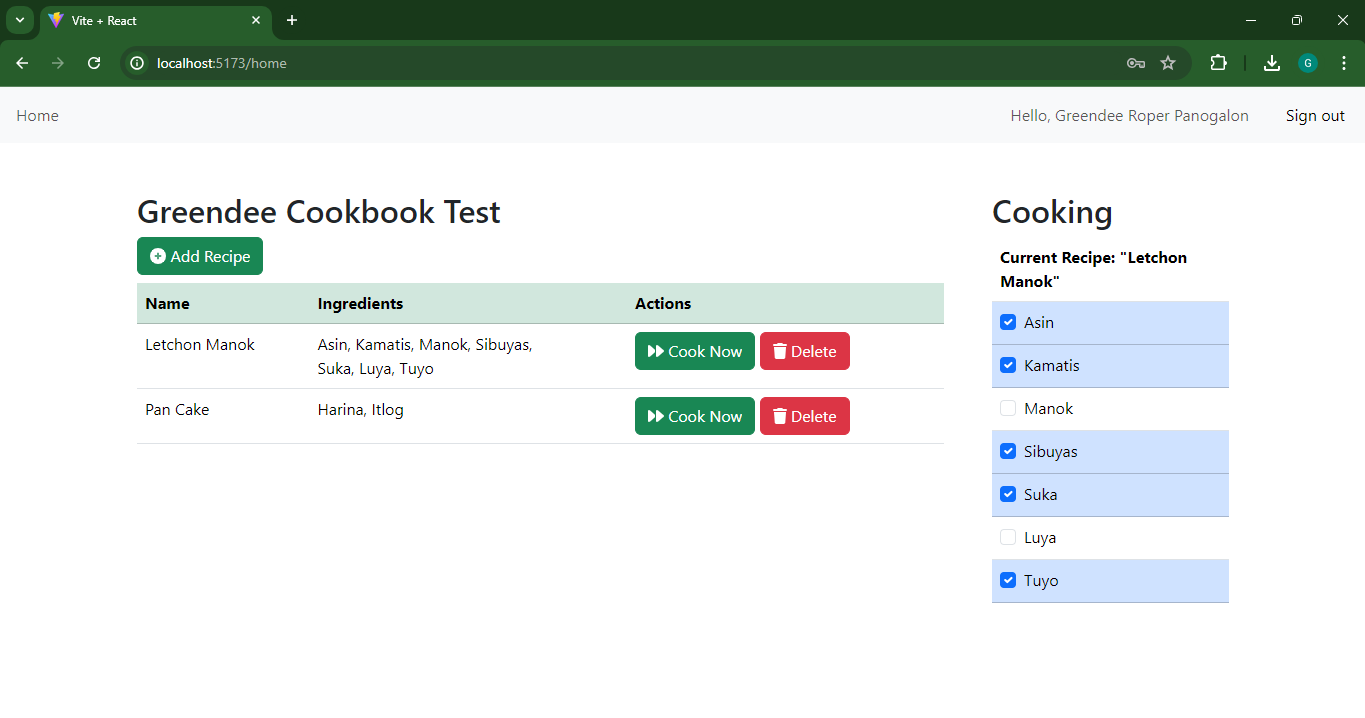 Vite + React
localhost:5173/home
G
Home
Hello, Greendee Roper Panogalon
Sign out
Greendee Cookbook Test
Add Recipe
Name Ingredients Actions
Letchon Manok
Asin, Kamatis, Manok, Sibuyas,
Suka, Luya, Tuyo
Cook Now
Delete
Pan Cake
Harina, Itlog
Cook Now
Delete
Cooking
Current Recipe: "Letchon
Manok"
Asin
Kamatis
Manok
Sibuyas
Suka
Luya
Tuyo